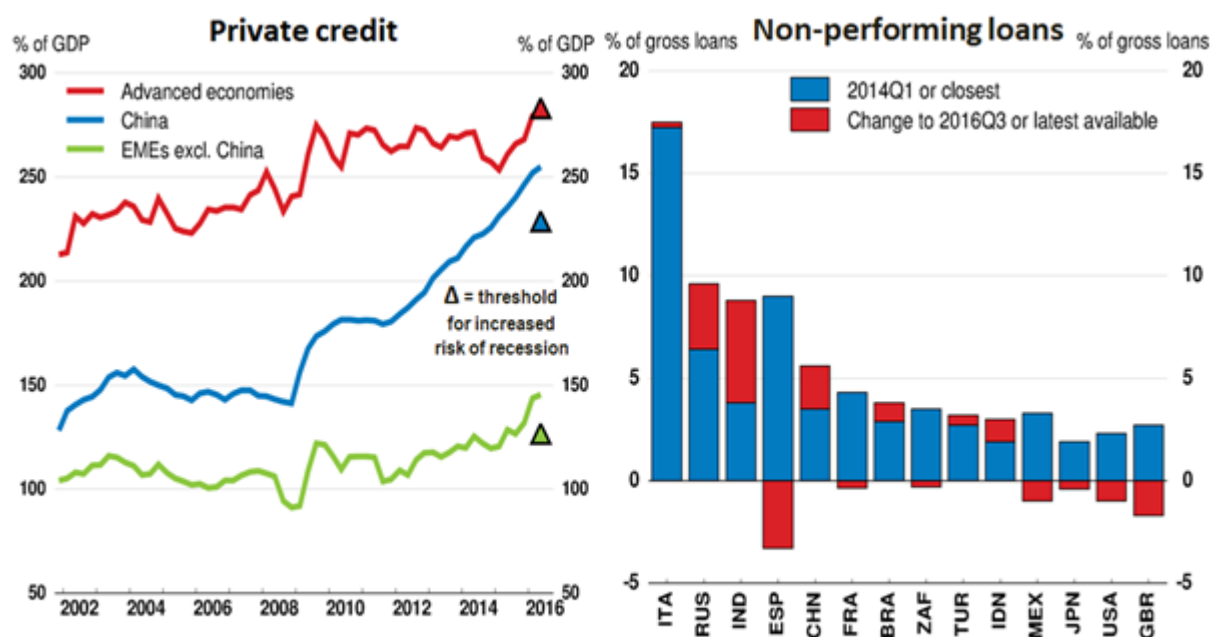 Private credit
% of GDP
% of GDP
300
300
Advanced economies
China
EMEs excl. China
250
250
200
200
Δ = threshold
for increased
risk of recession
150
150
100
100
50
50
2002 2004 2006 2008 2010 2012 2014 2016
Non-performing loans
% of gross loans
% of gross loans
20
20
2014Q1 or closest
Change to 2016Q3 or latest available
15
15
10
10
5
5
0
0
-5
-5
ITA
RUS
IND
ESP
CHN
FRA
BRA
ZAF
TUR
IDN
MEX
JPN
USA
GBR